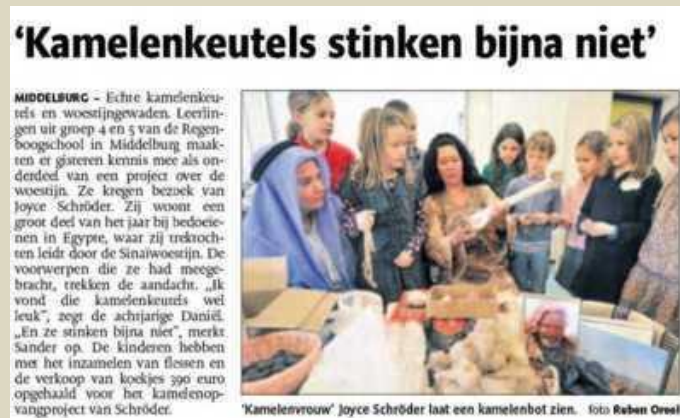 ‘Kamelenkeutels stinken bijna niet’
MIDDELBURG – Echte kamelenkeu-
tels en woestijngewaden. Leerlin-
gen uit groep 4 en 5 van de Regen-
boogschool in Middelburg maak-
ten er gisteren kennis mee als on-
derdeel van een project over de
woestijn. Ze kregen bezoek van
Joyce Schröder. Zij woont een
groot deel van het jaar bij bedoeïe-
nen in Egypte, waar zij trektoch-
ten leidt door de Sinaïwoestijn. De
voorwerpen die ze had meege-
bracht, trekken de aandacht. „Ik
vond die kamelenkeutels wel
leuk”, zegt de achtjarige Daniël.
„En ze stinken bijna niet”, merkt
Sander op. De kinderen hebben
met het inzamelen van flessen en
de verkoop van koekjes 390 euro
opgehaald voor het kamelenop-
vangproject van Schröder.
‘Kamelenvrouw’ Joyce Schröder laat een kamelenbot zien. foto Ruben Oreel